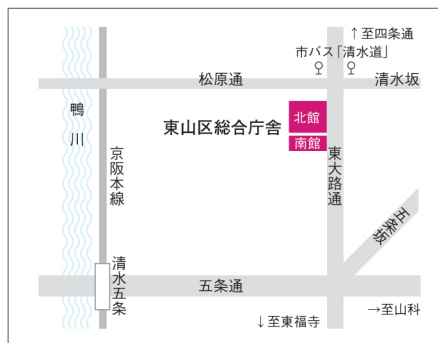 ↑至四条通
市バス「清水道」
松原通
清水坂
鴨川
東山区総合庁舎
北館
南館
京阪本線
東大路通
五条坂
清水五条
五条通
→至山科
↓至東福寺